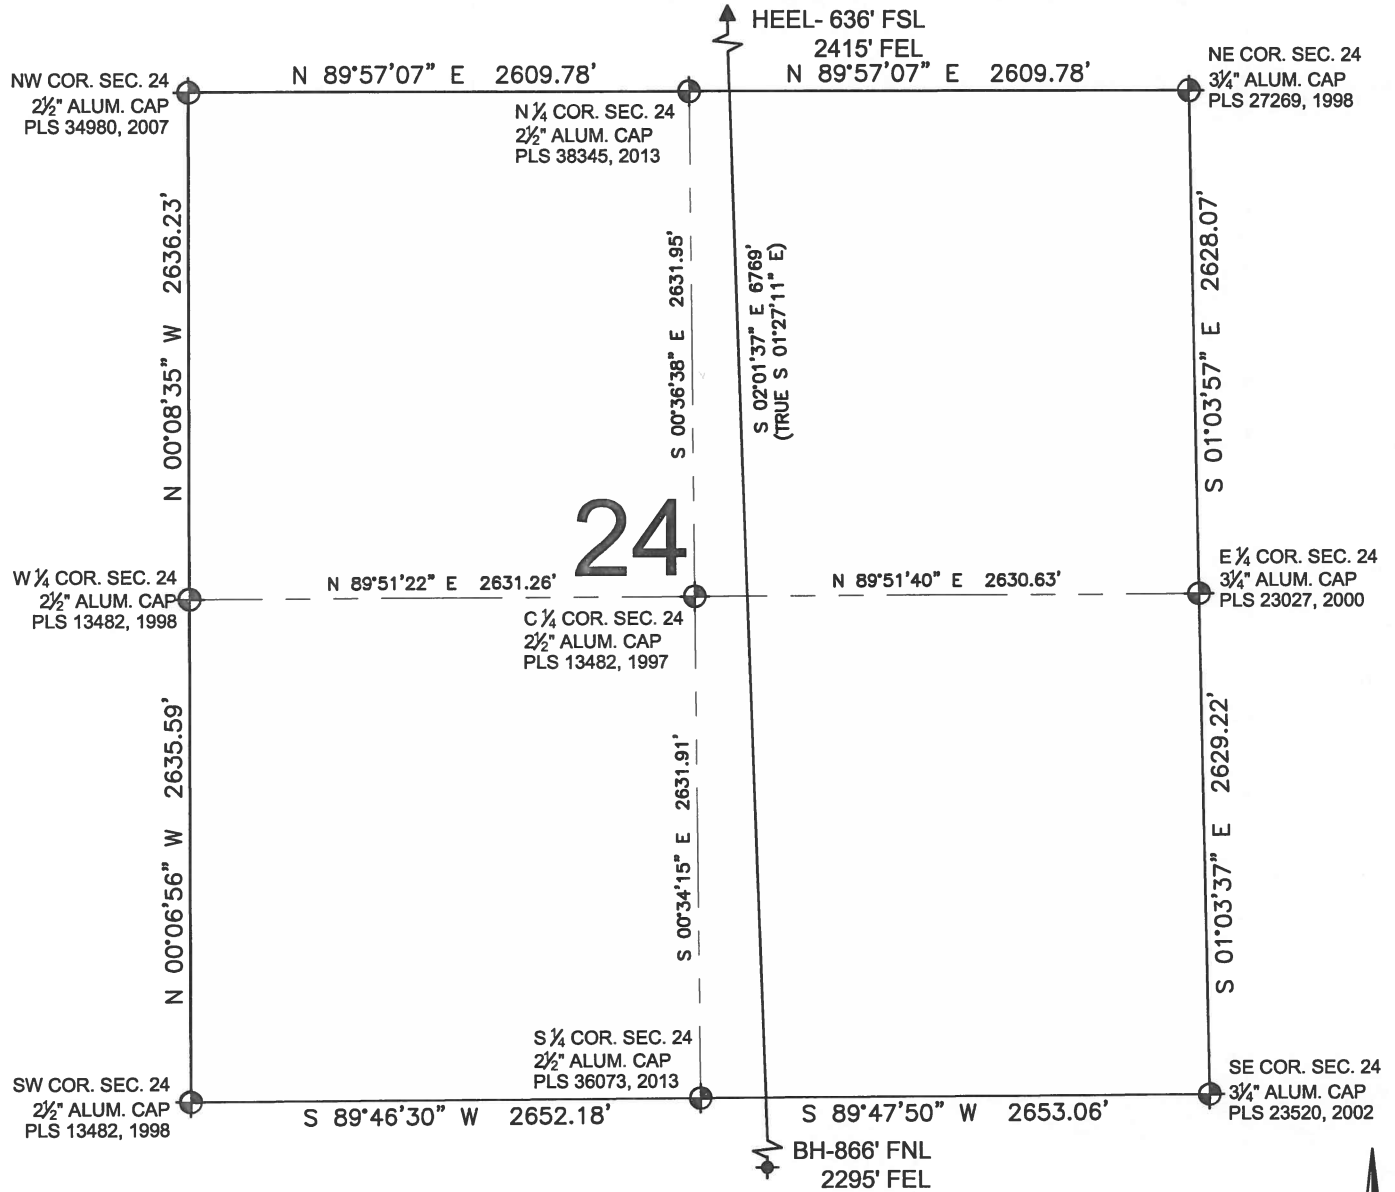 HEEL- 636' FSL
2415' FEL
N 89°57'07" E 2609.78'
N 89°57'07" E 2609.78'
NW COR. SEC. 24
2½" ALUM. CAP
PLS 34980, 2007
N ¼ COR. SEC. 24
2½" ALUM. CAP
PLS 38345, 2013
NE COR. SEC. 24
3¼" ALUM. CAP
PLS 27269, 1998
N 00°08'35" W 2636.23'
S 00°36'38" E 2631.95'
S 02°01'37" E 6769'
(TRUE S 01°27'11" E)
S 01°03'57" E 2628.07'
24
W ¼ COR. SEC. 24
2½" ALUM. CAP
PLS 13482, 1998
N 89°51'22" E 2631.26'
N 89°51'40" E 2630.63'
E ¼ COR. SEC. 24
3¼" ALUM. CAP
PLS 23027, 2000
C ¼ COR. SEC. 24
2½" ALUM. CAP
PLS 13482, 1997
N 00°06'56" W 2635.59'
S 00°34'15" E 2631.91'
S 01°03'37" E 2629.22'
S ¼ COR. SEC. 24
2½" ALUM. CAP
PLS 36073, 2013
SW COR. SEC. 24
2½" ALUM. CAP
PLS 13482, 1998
SE COR. SEC. 24
3¼" ALUM. CAP
PLS 23520, 2002
S 89°46'30" W 2652.18'
S 89°47'50" W 2653.06'
BH-866' FNL
2295' FEL